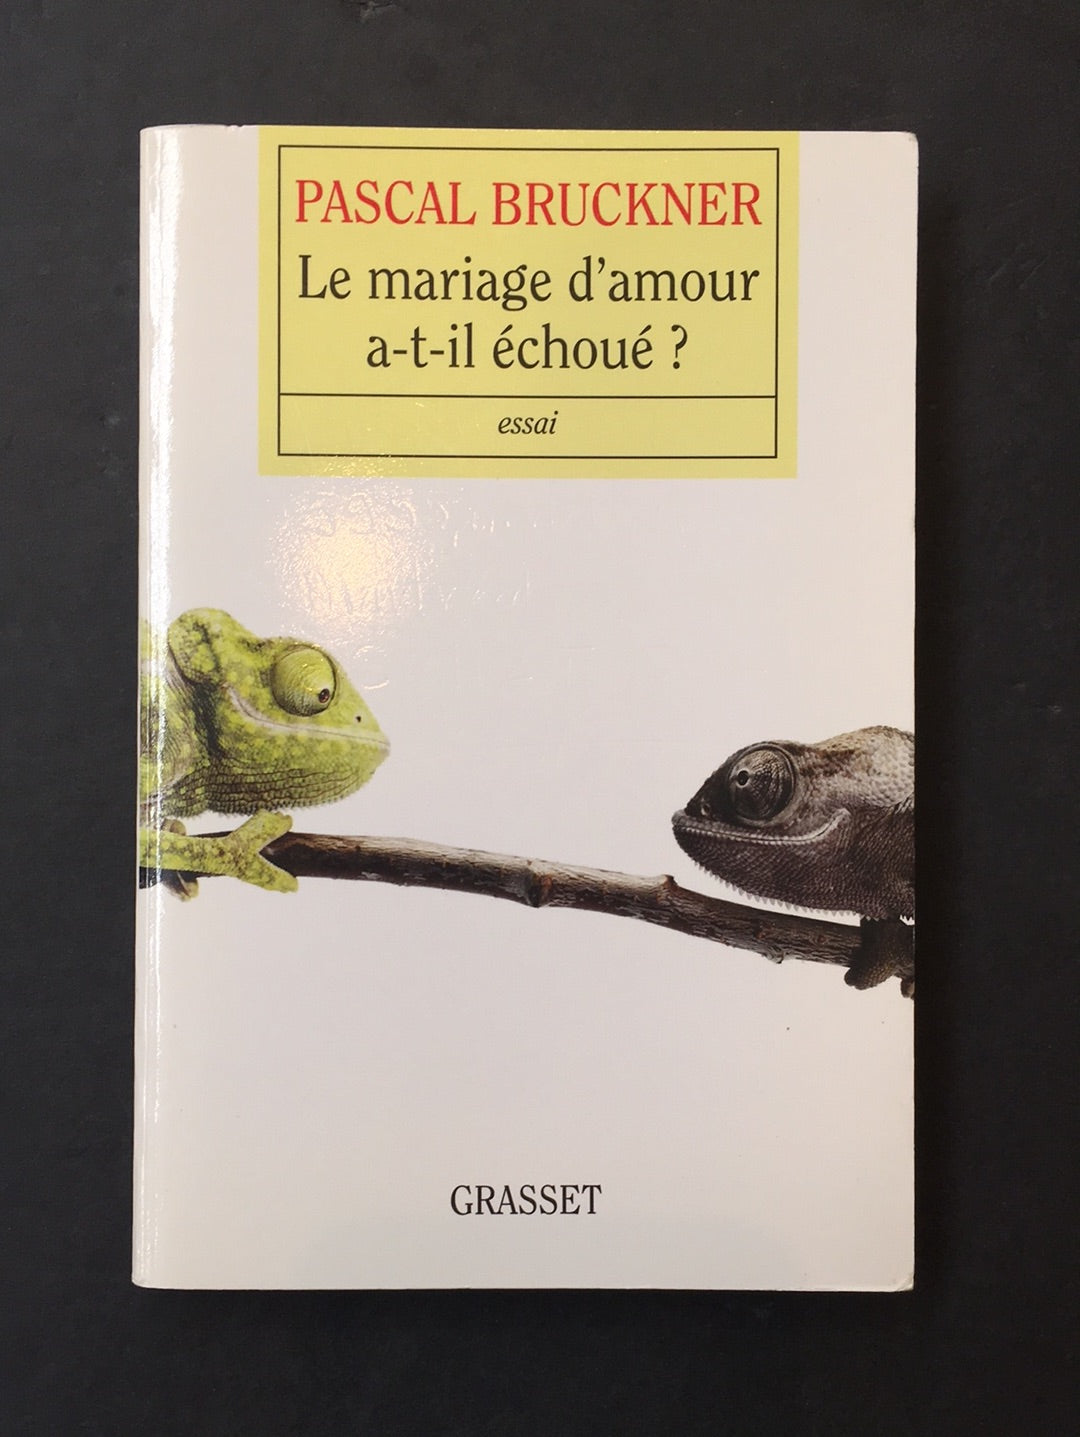 PASCAL BRUCKNER
Le mariage d'amour
a-t-il échoué ?
essai
GRASSET